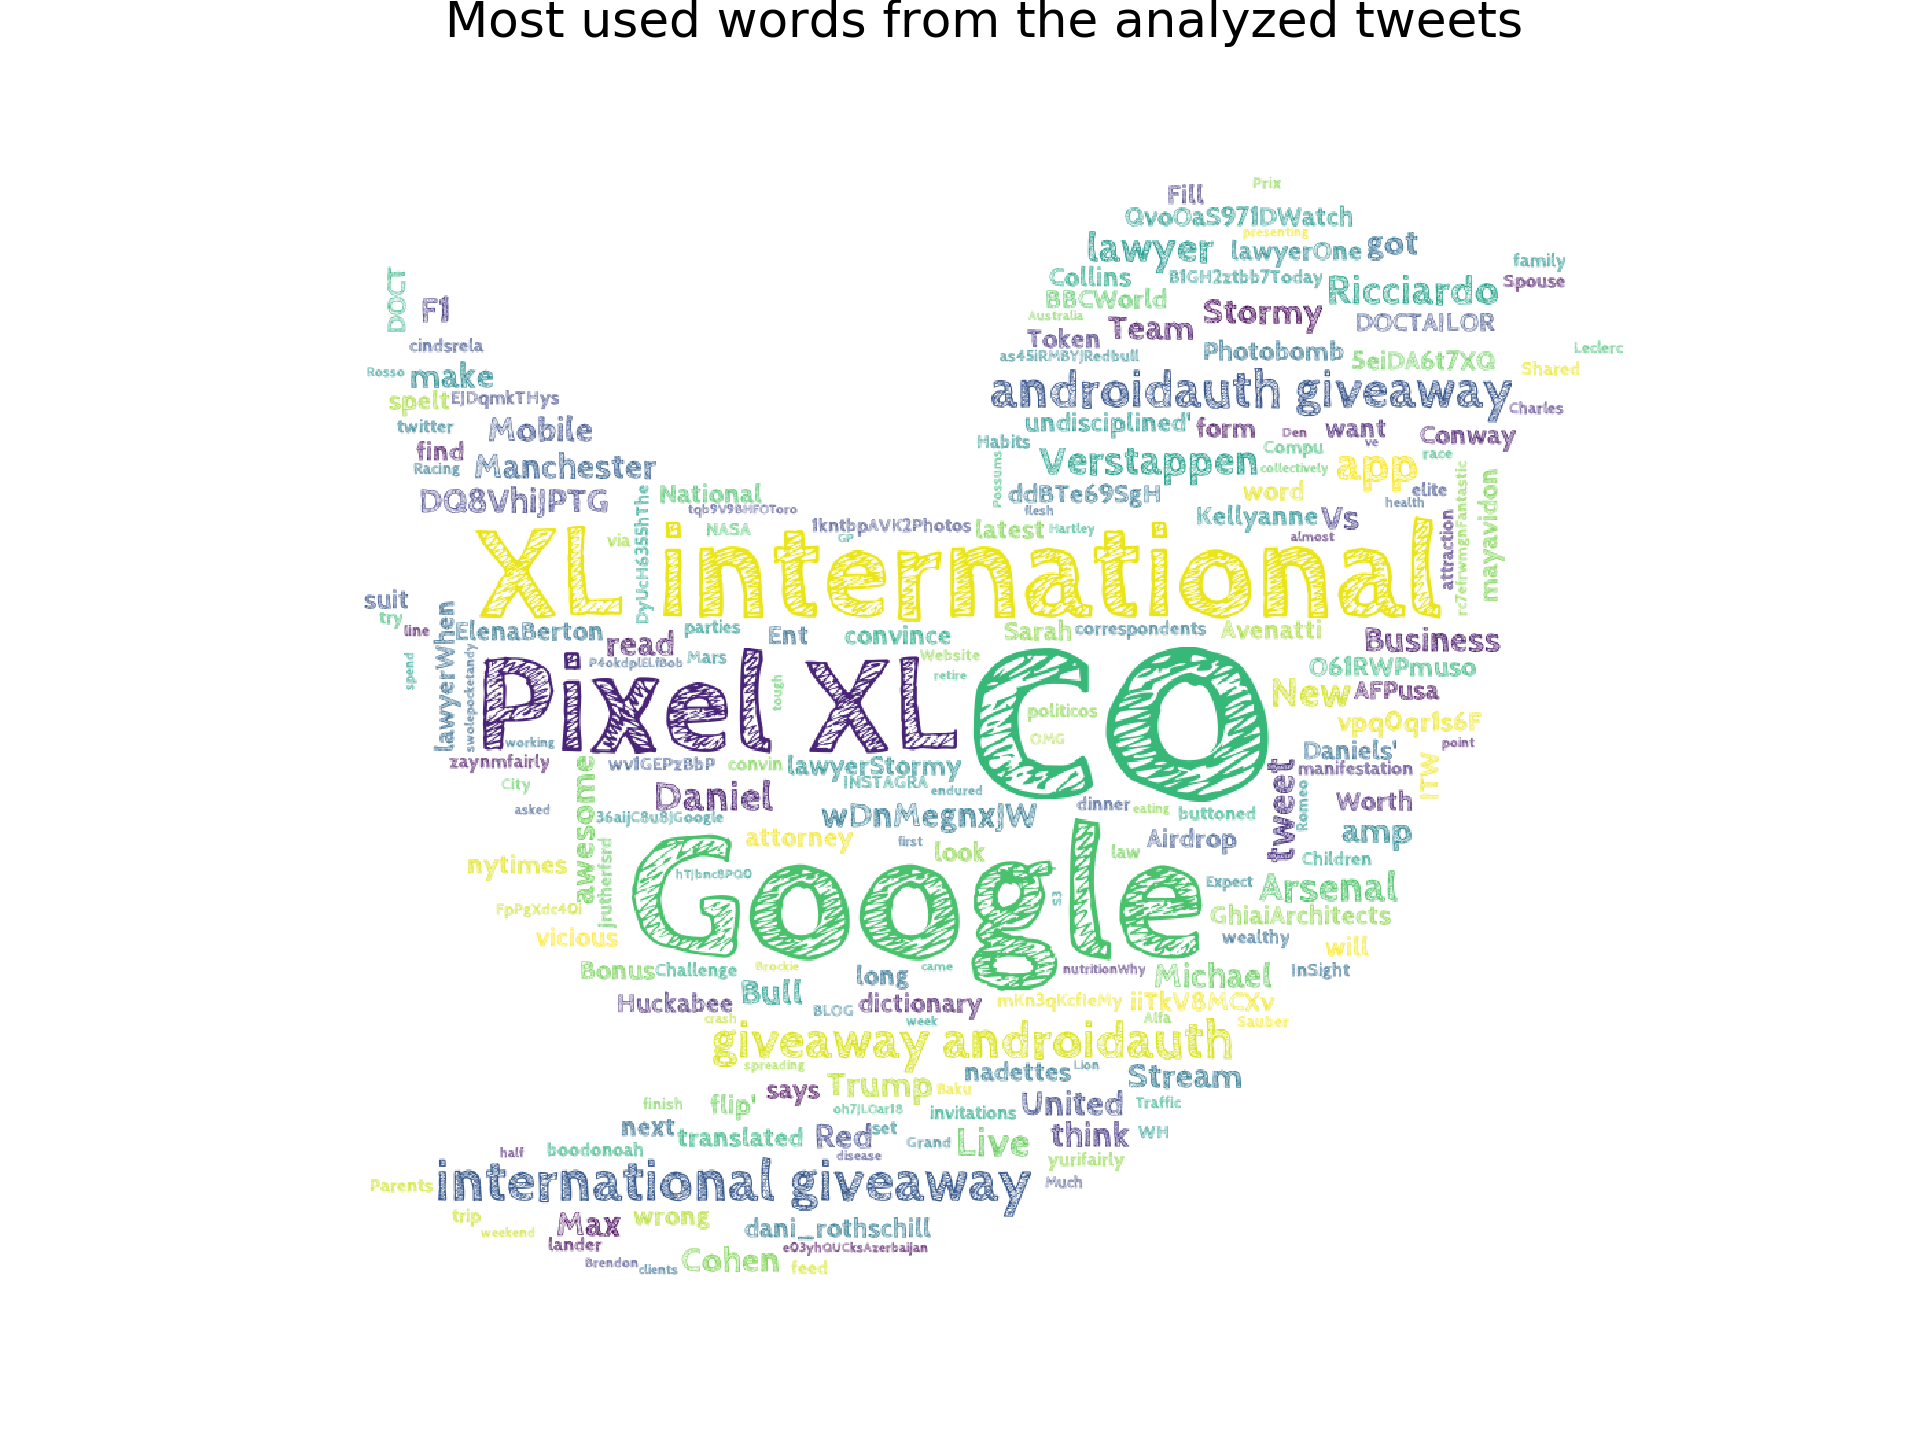 Most used words from the analyzed tweets
Prix
Fill
QvoOaS971DWatch
presenting
lawyer lawyerOne got
family
DOCT
Collins B1GH2ztbb7Today
Ricciardo Spouse
BBCWorld
F1
Australia
Stormy
Token Team
DOCTAILOR
cindsrela
as45iRM8YJRedbull Photobomb 5eiDA6t7XQ Leclerc
Rosso make
Shared
androidauth giveaway
spelt EJDqmkTHys
Charles
twitter Mobile
undisciplined' form Den want Conway
find
Habits
Compu
ve
race
Racing Manchester
Possums
Verstappen collectively app
rc7efrwmgnFantastic
DQ8VhiJPTG
National
ddBTe69SgH
word
elite
mayavidon
DyUcH6355hThe
tqb9V98HFOToro
flesh
health
NASA
1kntbpAVK2Photos latest Hartley
Kellyanne Vs
attraction
via
GP
almost
XL international
suit
try
line
lawyerWhen
ElenaBerton
parties
Ent
convince
Sarah correspondents Avenatti
Business
read
P4okdplELfBob Mars
Website
retire
spend
swolepocketandy
Pixel XL
tough
CO
politicos
OMG
O61RWPmuso
New AFPusa
vpqOqr1s6F
working
point
Daniels'
zaynmfairly
wv1GEPzBbP convin lawyerStormy
manifestation
ITW
City
awesome
INSTAGRA
endured
tweet
Romeo
asked
Daniel
dinner eating buttoned
Worth
36aijC8u8jGoogle
wDnMegnxJW
amp
attorney
first look
law
Airdrop
Children
nytimes
jrutherfsrd
Google
hTjbnc8PQ0
S3
Expect Arsenal
FpPgXdc4Oi
GhiaiArchitects
vicious
wealthy will
Bonus Challenge Brockie
long
came
nutritionWhy Michael InSight
Huckabee Bull
BLOG dictionary mKn3qKcfIeMy iiTkV8MCXv
crash
week
Alfa
Sauber
giveaway androidauth
spreading
nadettes Lion
Stream
says Trump Baku
finish flip'
oh7JLOar18 invitations United Traffic
next translated Red set
Grand Live think WH
half boodonoah
disease
yurifairly
Parents international giveaway Much
trip
weekend
Max wrong dani_rothschill
lander
e03yhQUCksAzerbaijan
Brendon clients Cohen feed